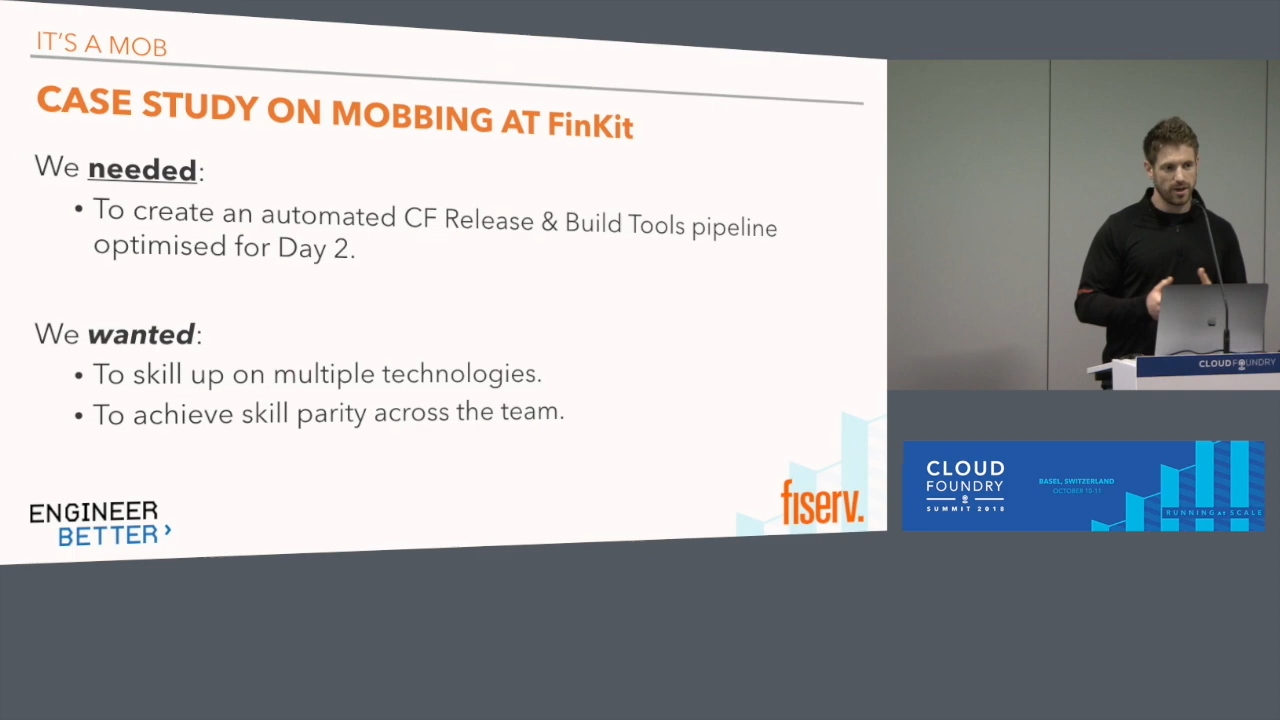 IT'S A MOB
CASE STUDY ON MOBBING AT FinKit
We needed:
• To create an automated CF Release & Build Tools pipeline
optimised for Day 2.
We wanted:
• To skill up on multiple technologies.
• To achieve skill parity across the team.
ENGINEER
BETTER›
fiserv.
CLOUD FOUNDRY
CLOUD
FOUNDRY
SUMMIT 2018
BASEL, SWITZERLAND
OCTOBER 10-11
RUNNING AT SCALE